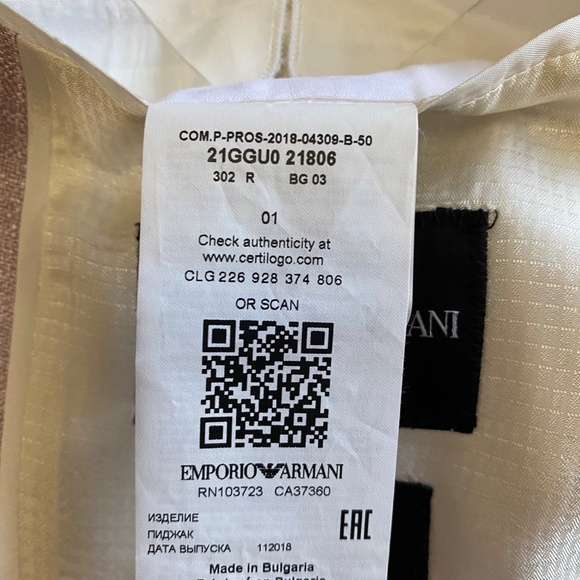 COM.P-PROS-2018-04309-B-50
21GGU0 21806
302 R BG 03
01
Check authenticity at
www.certilogo.com
CLG 226 928 374 806
OR SCAN
EMPORIO ARMANI
RN103723 CA37360
ИЗДЕЛИЕ
ПИДЖАК
ДАТА ВЫПУСКА 112018
EAC
Made in Bulgaria